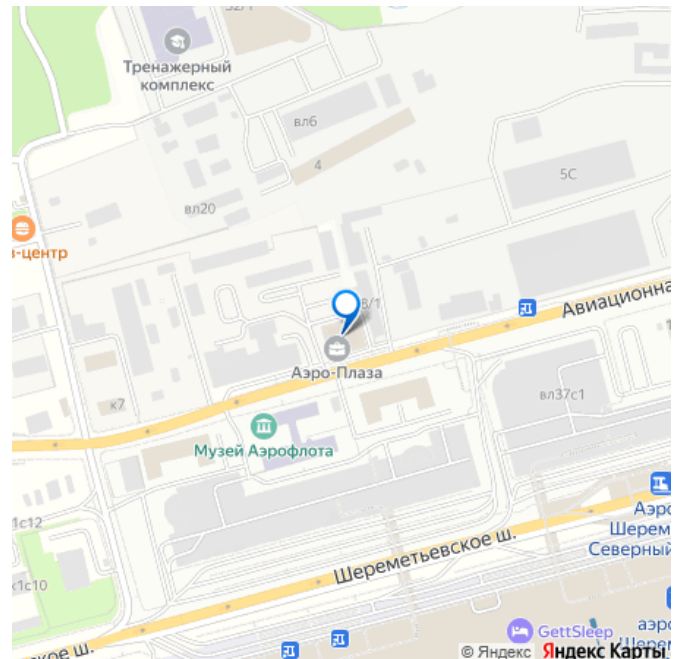 32/1
Тренажерный
комплекс
вл6
4
5С
вл20
в-центр
8/1
Авиационна
Аэро-Плаза
к7
вл37с1
Музей Аэрофлота
Аэро
Шерем
Северный
1с12
Шереметьевское ш.
к1с10
GettSleep
аэро
Шерем
ское ш.
© Яндекс Яндекс Карты